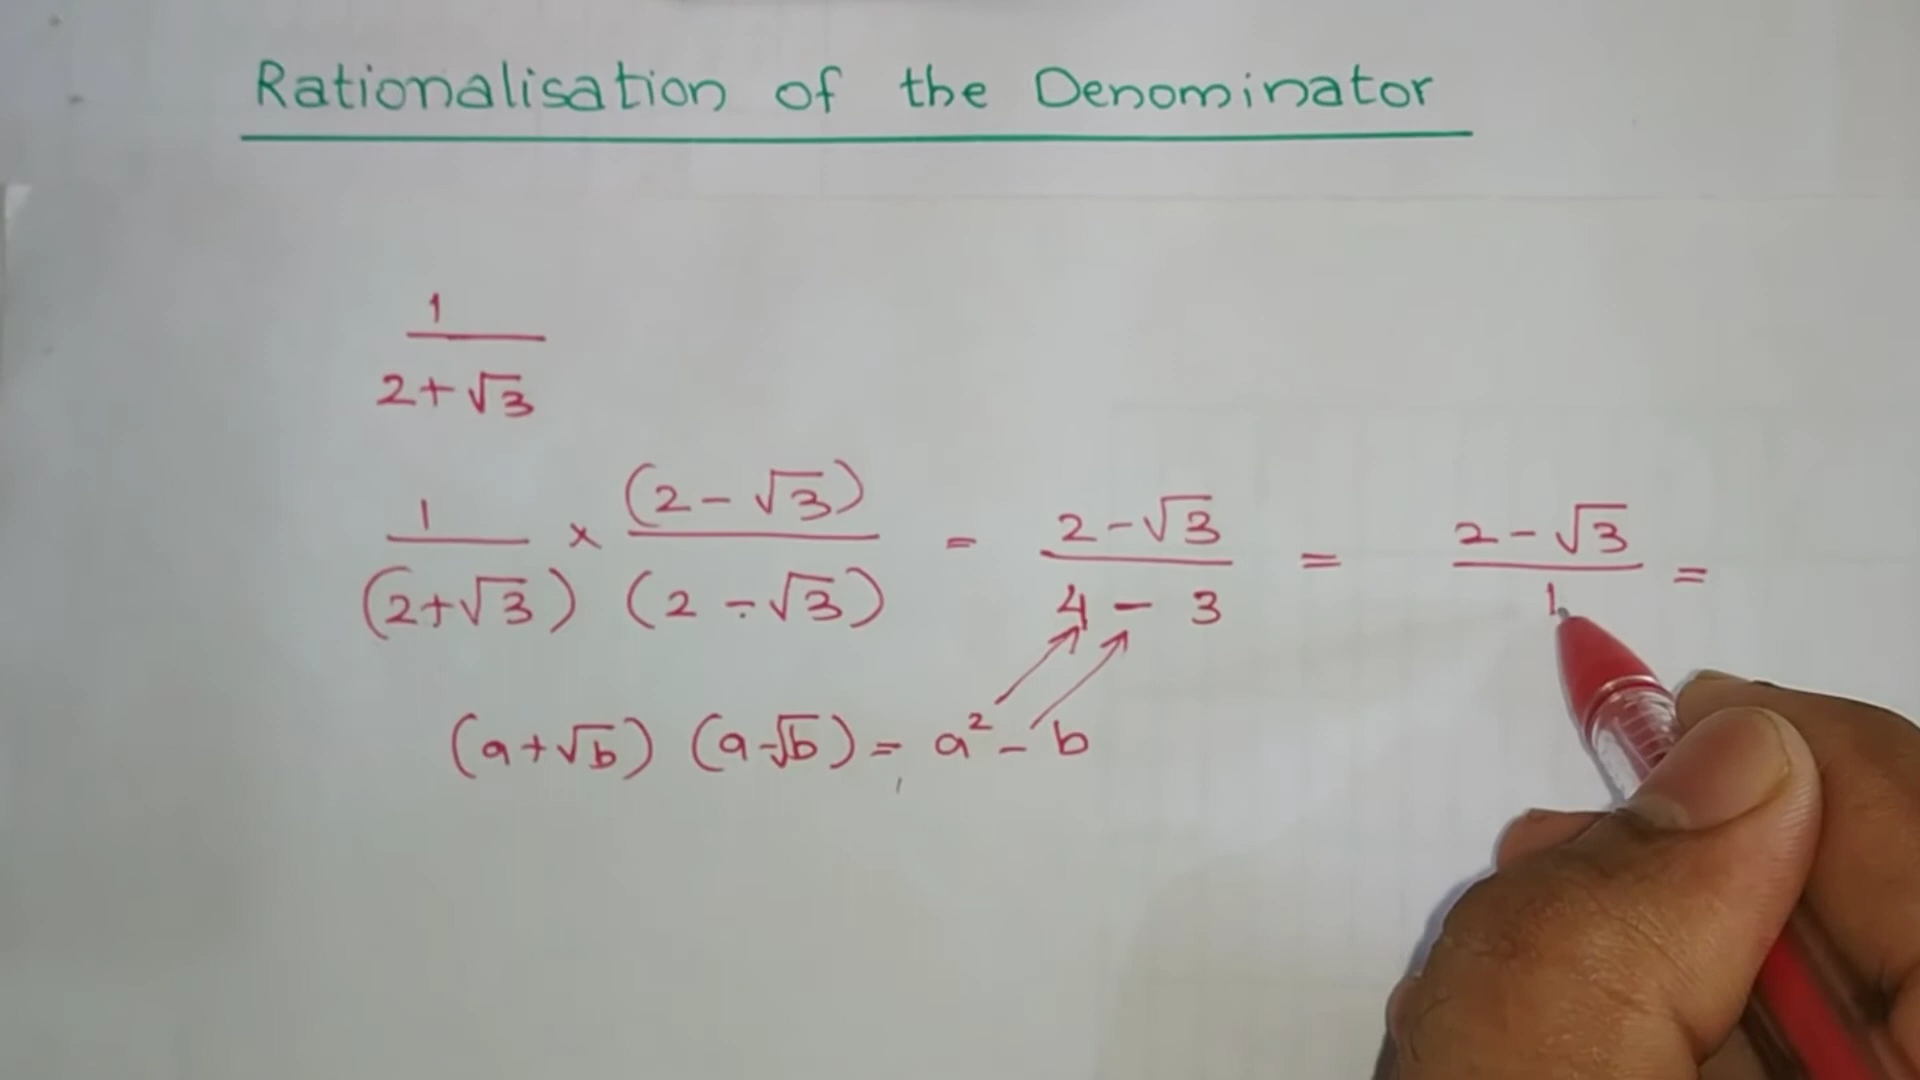 Rationalisation of the Denominator
1
2+√3
1 × (2-√3) = 2-√3 = 2-√3 =
(2+√3) (2-√3) 4 - 3 1
(a+√b) (a-√b) = a² - b